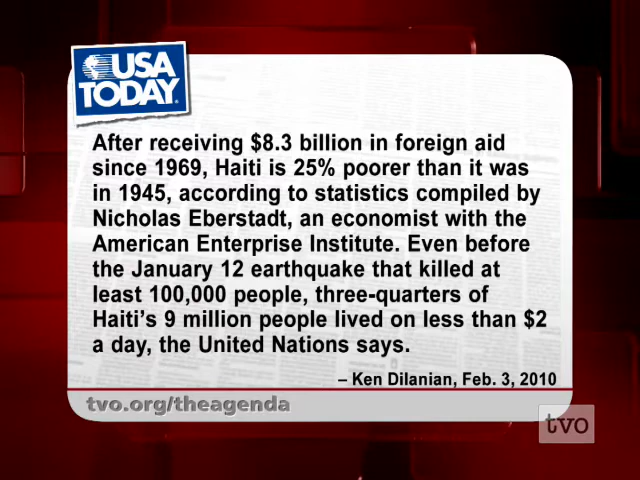 USA
TODAY
After receiving $8.3 billion in foreign aid
since 1969, Haiti is 25% poorer than it was
in 1945, according to statistics compiled by
Nicholas Eberstadt, an economist with the
American Enterprise Institute. Even before
the January 12 earthquake that killed at
least 100,000 people, three-quarters of
Haiti's 9 million people lived on less than $2
a day, the United Nations says.
– Ken Dilanian, Feb. 3, 2010
tvo.org/theagenda
tvo